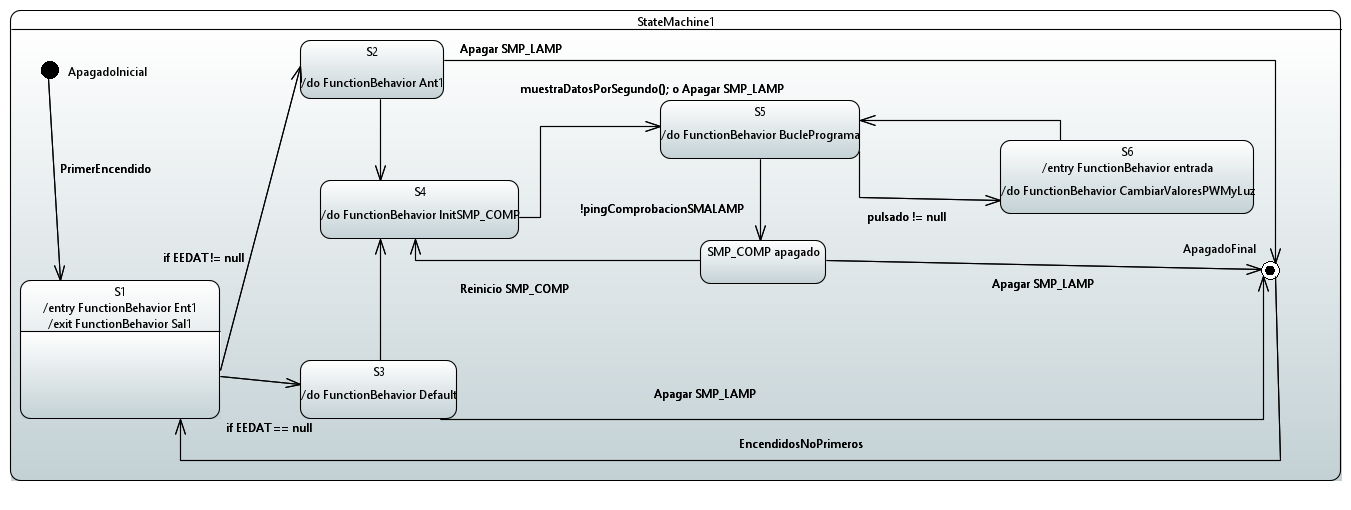 StateMachine1
ApagadoInicial
PrimerEncendido
S2
/do FunctionBehavior Ant1
Apagar SMP_LAMP
muestraDatosPorSegundo(); o Apagar SMP_LAMP
S5
/do FunctionBehavior BuclePrograma
S6
/entry FunctionBehavior entrada
/do FunctionBehavior CambiarValoresPWMyLuz
S4
/do FunctionBehavior InitSMP_COMP
!pingComprobacionSMALAMP
pulsado != null
if EEDAT != null
SMP_COMP apagado
ApagadoFinal
Reinicio SMP_COMP
Apagar SMP_LAMP
S1
/entry FunctionBehavior Ent1
/exit FunctionBehavior Sal1
S3
/do FunctionBehavior Default
Apagar SMP_LAMP
if EEDAT == null
EncendidosNoPrimeros